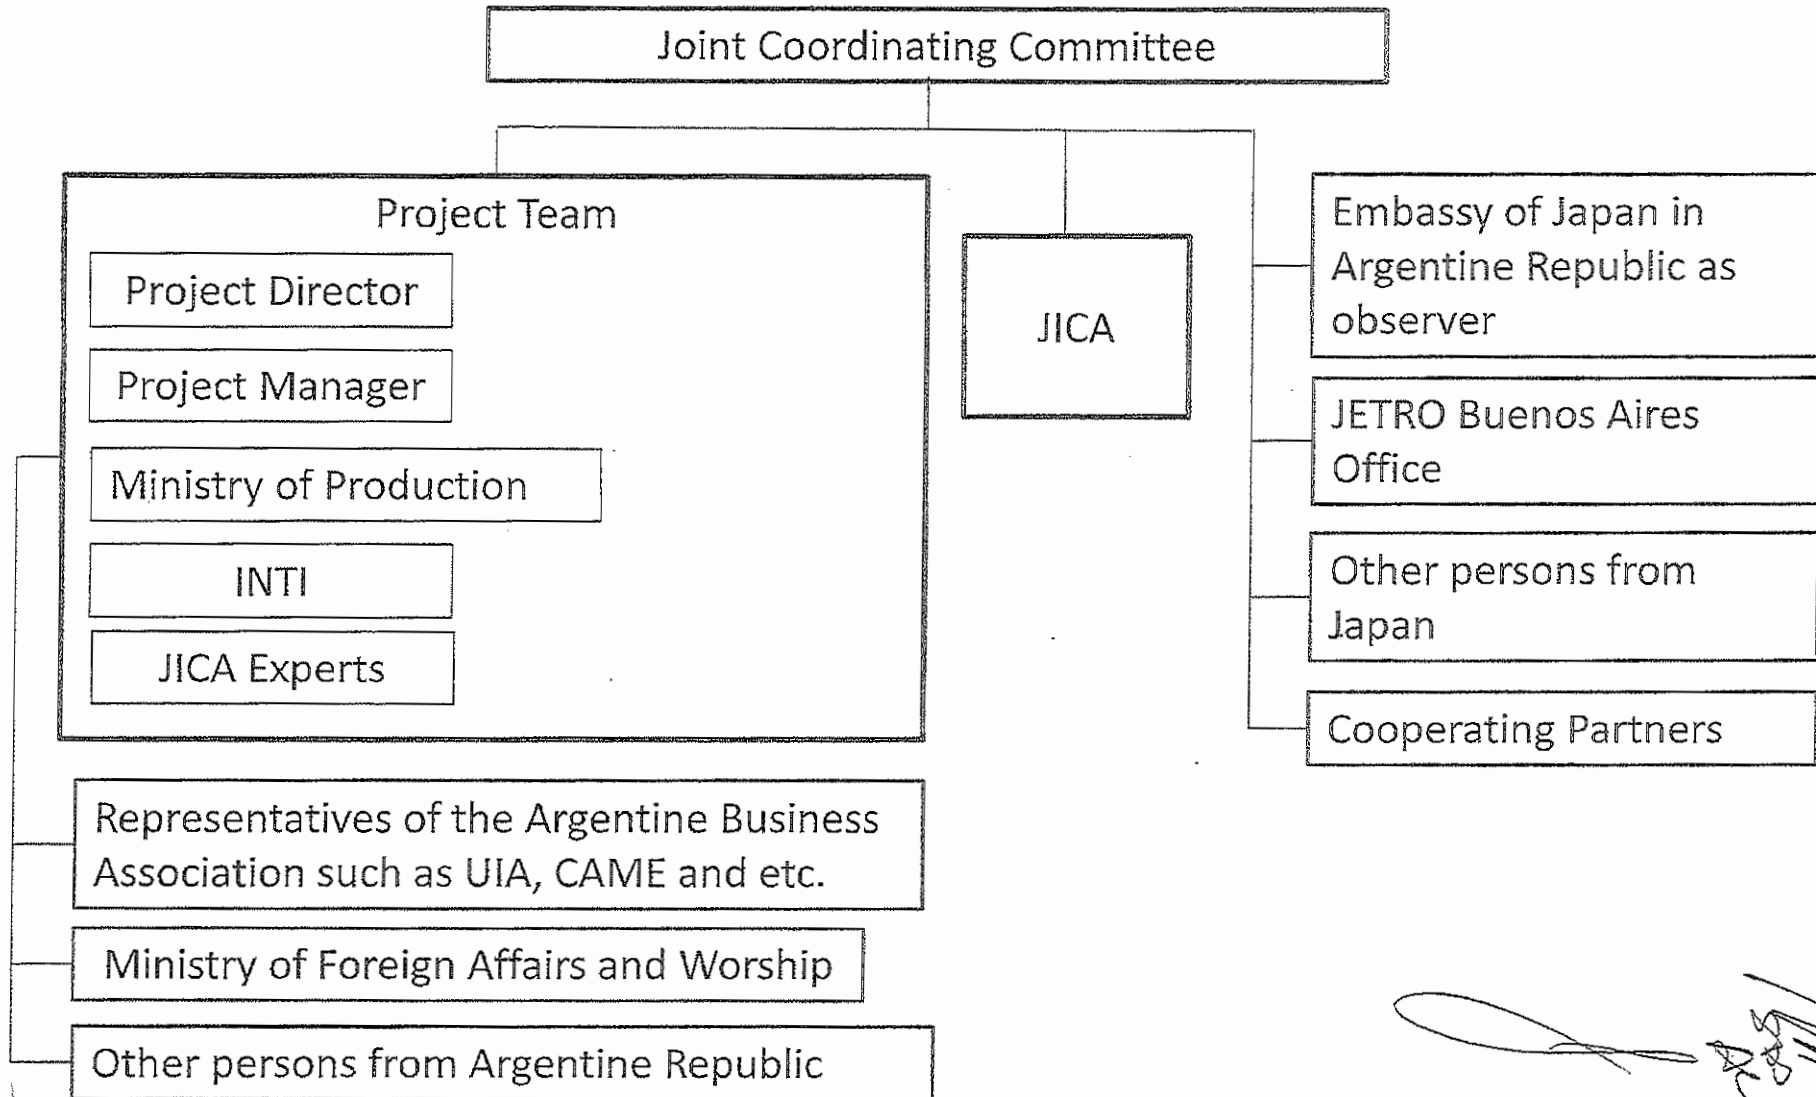 Joint Coordinating Committee
Project Team
Project Director
Project Manager
Ministry of Production
INTI
JICA Experts
JICA
Embassy of Japan in
Argentine Republic as
observer
JETRO Buenos Aires
Office
Other persons from
Japan
Cooperating Partners
Representatives of the Argentine Business
Association such as UIA, CAME and etc.
Ministry of Foreign Affairs and Worship
Other persons from Argentine Republic